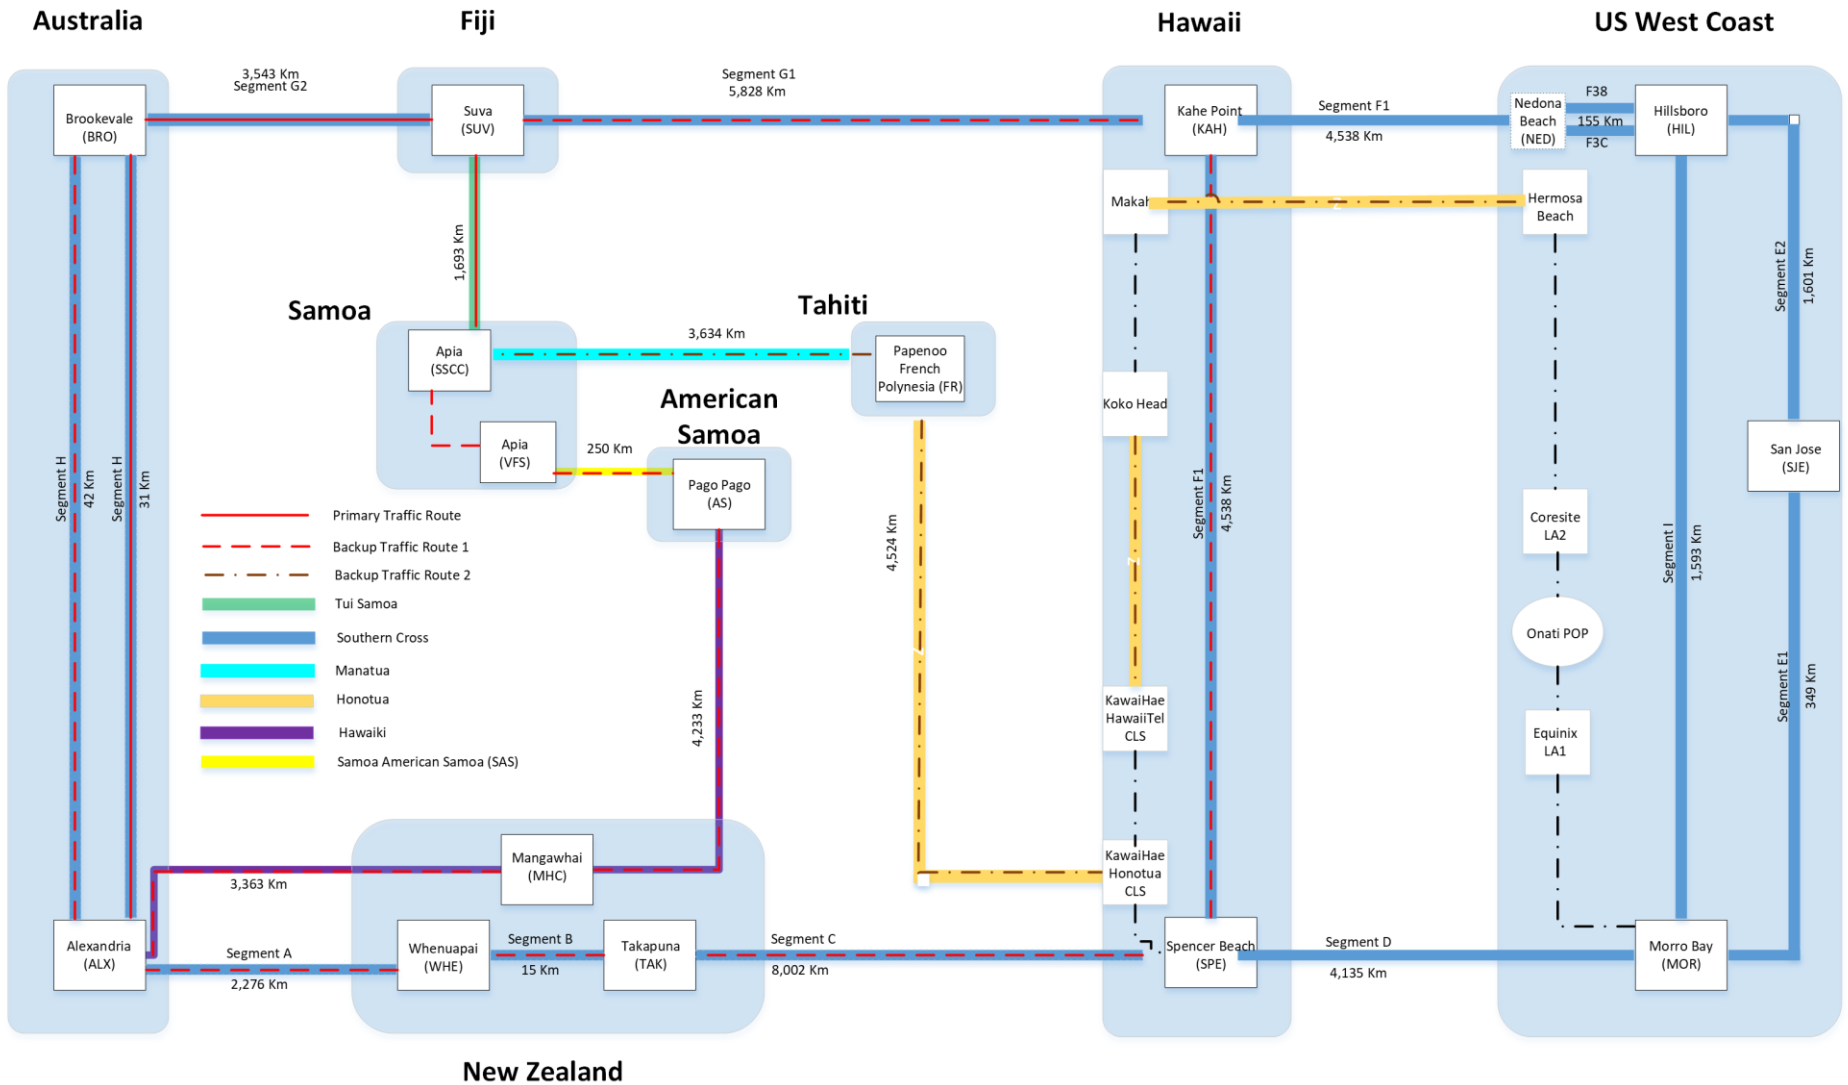 Australia
Fiji
Hawaii
US West Coast
3,543 Km
Segment G2
Segment G1
5,828 Km
Segment F1
4,538 Km
F38
155 Km
F3C
Brookevale
(BRO)
Suva
(SUV)
Kahe Point
(KAH)
Nedona
Beach
(NED)
Hillsboro
(HIL)
Hermosa
Beach
Z
1,693 Km
Segment E2
1,601 Km
Samoa
Tahiti
Apia
(SSCC)
3,634 Km
Papenoo
French
Polynesia (FR)
American
Samoa
Koko Head
Apia
(VFS)
250 Km
Pago Pago
(AS)
San Jose
(SJE)
Segment H
42 Km
Segment H
31 Km
Segment F1
4,538 Km
Coresite
LA2
Segment I
1,593 Km
4,524 Km
Z
Z
Primary Traffic Route
Backup Traffic Route 1
Backup Traffic Route 2
Tui Samoa
Southern Cross
Manatua
Honotua
Hawaiki
Samoa American Samoa (SAS)
Onati POP
4,233 Km
KawaiHae
HawaiiTel
CLS
Equinix
LA1
Segment E1
349 Km
Mangawhai
(MHC)
3,363 Km
KawaiHae
Honotua
CLS
Alexandria
(ALX)
Segment A
2,276 Km
Whenuapai
(WHE)
Segment B
15 Km
Takapuna
(TAK)
Segment C
8,002 Km
Spencer Beach
(SPE)
Segment D
4,135 Km
Morro Bay
(MOR)
New Zealand